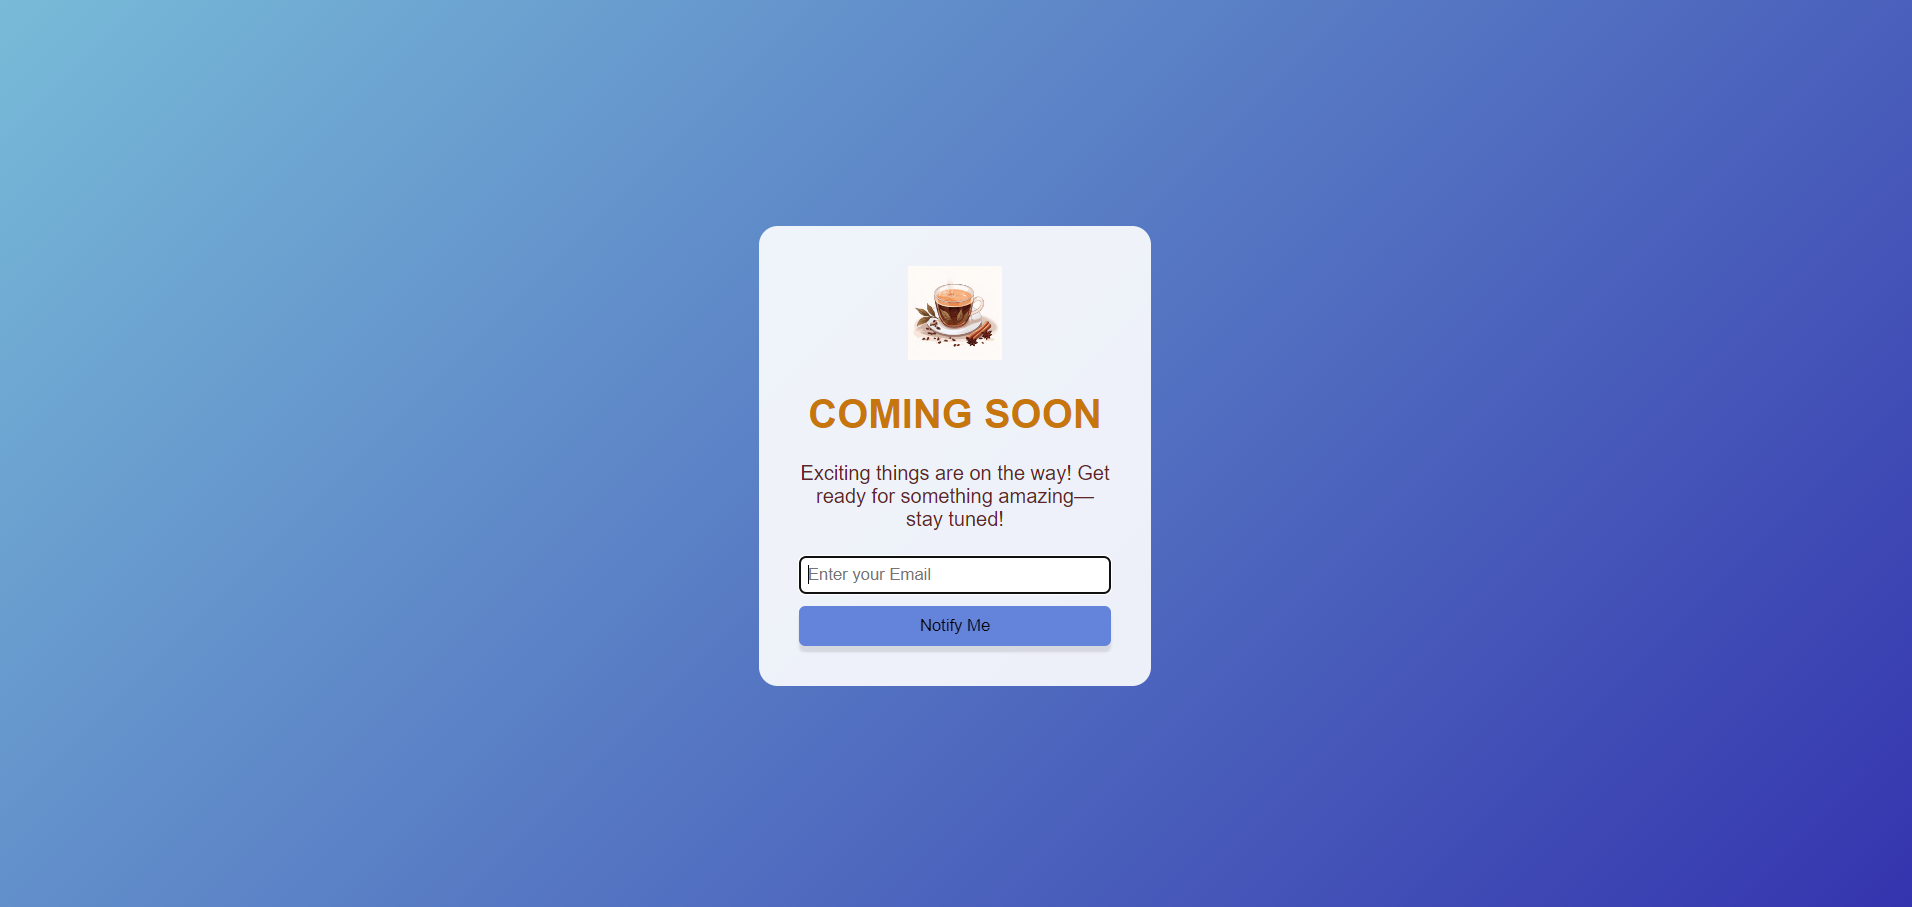 COMING SOON
Exciting things are on the way! Get
ready for something amazing—
stay tuned!
Enter your Email
Notify Me